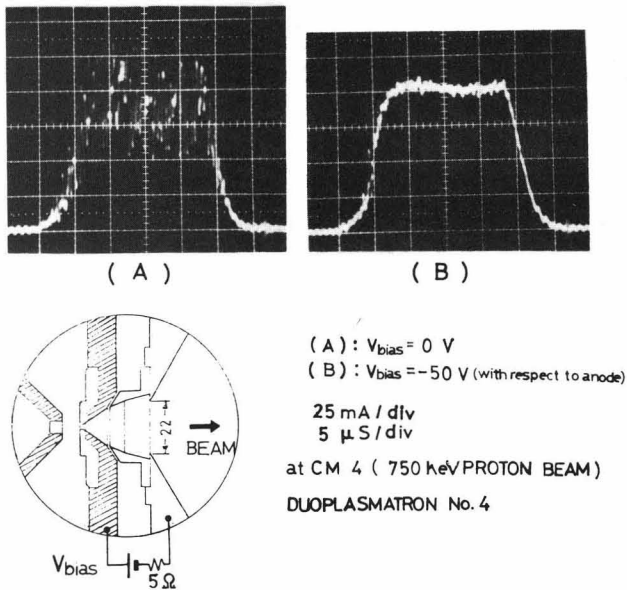 ( A )
( B )
(A): Vbias = 0 V
(B): Vbias = -50 V (with respect to anode)
25 mA / div
5 μS / div
at CM 4 ( 750 keV PROTON BEAM )
DUOPLASMATRON No. 4
22
BEAM
Vbias
5Ω